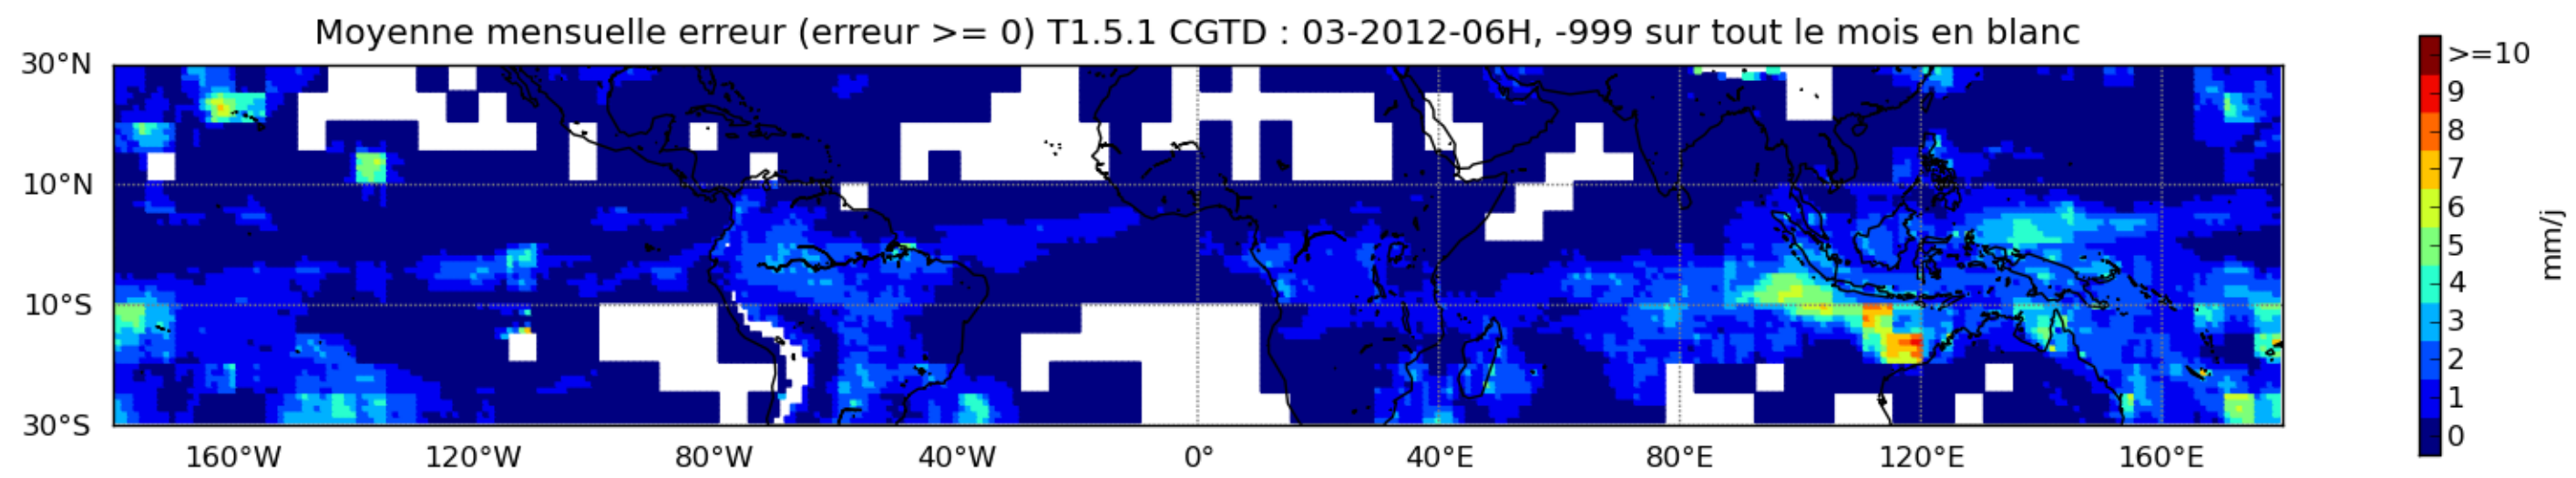 Moyenne mensuelle erreur (erreur >= 0) T1.5.1 CGTD : 03-2012-06H, -999 sur tout le mois en blanc
30°N
10°N
10°S
30°S
160°W 120°W 80°W 40°W 0° 40°E 80°E 120°E 160°E
>=10
9
8
7
6
5
4
3
2
1
0
mm/j